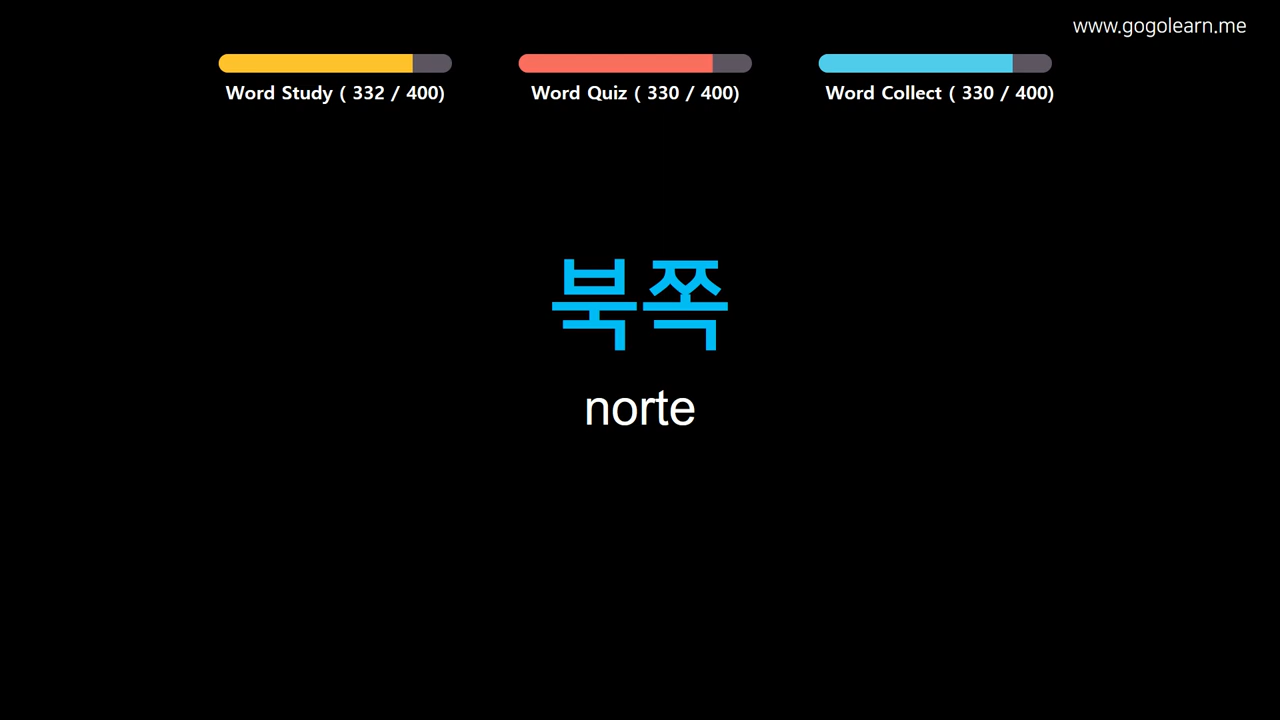 www.gogolearn.me
Word Study ( 332 / 400)
Word Quiz ( 330 / 400)
Word Collect ( 330 / 400)
북쪽
norte